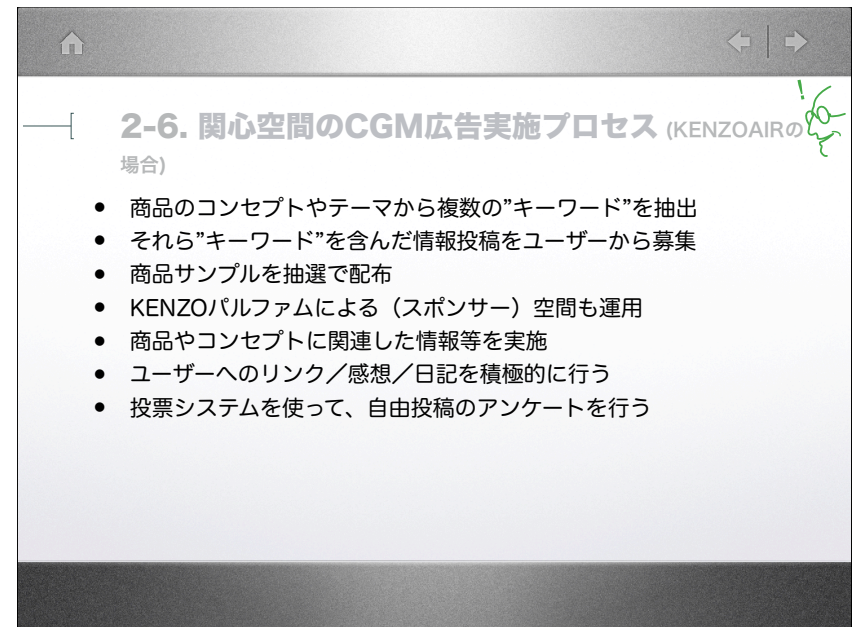 2-6. 関心空間のCGM広告実施プロセス (KENZOAIRの
場合)
• 商品のコンセプトやテーマから複数の”キーワード”を抽出
• それら”キーワード”を含んだ情報投稿をユーザーから募集
• 商品サンプルを抽選で配布
• KENZOパルファムによる（スポンサー）空間も運用
• 商品やコンセプトに関連した情報等を実施
• ユーザーへのリンク／感想／日記を積極的に行う
• 投票システムを使って、自由投稿のアンケートを行う